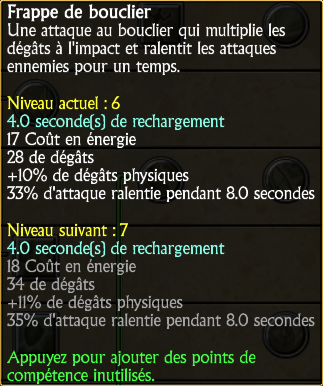 Frappe de bouclier
Une attaque au bouclier qui multiplie les
dégâts à l'impact et ralentit les attaques
ennemies pour un temps.
Niveau actuel : 6
4.0 seconde(s) de rechargement
17 Coût en énergie
28 de dégâts
+10% de dégâts physiques
33% d'attaque ralentie pendant 8.0 secondes
Niveau suivant : 7
4.0 seconde(s) de rechargement
18 Coût en énergie
34 de dégâts
+11% de dégâts physiques
35% d'attaque ralentie pendant 8.0 secondes
Appuyez pour ajouter des points de
compétence inutilisés.